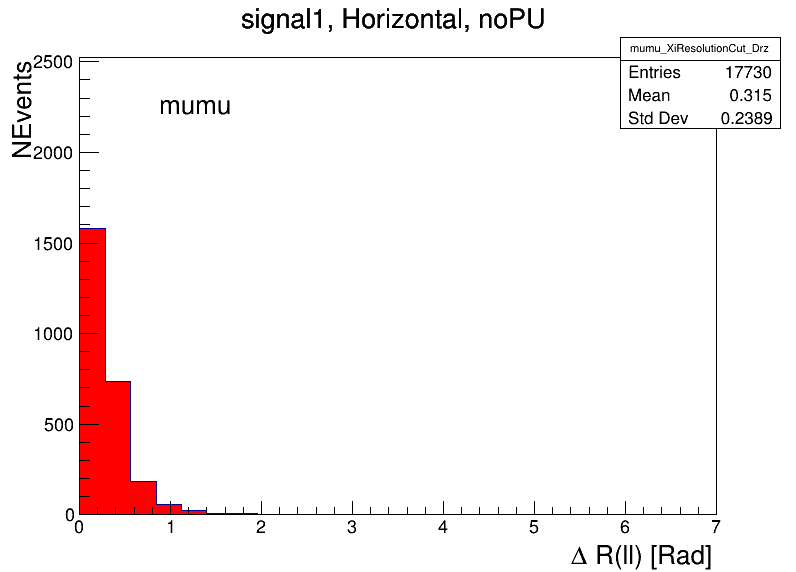 signal1, Horizontal, noPU
mumu_XiResolutionCut_Drz
Entries 17730
Mean 0.315
Std Dev 0.2389
NEvents
mumu
2500
2000
1500
1000
500
0
0 1 2 3 4 5 6 7
Δ R(ll) [Rad]